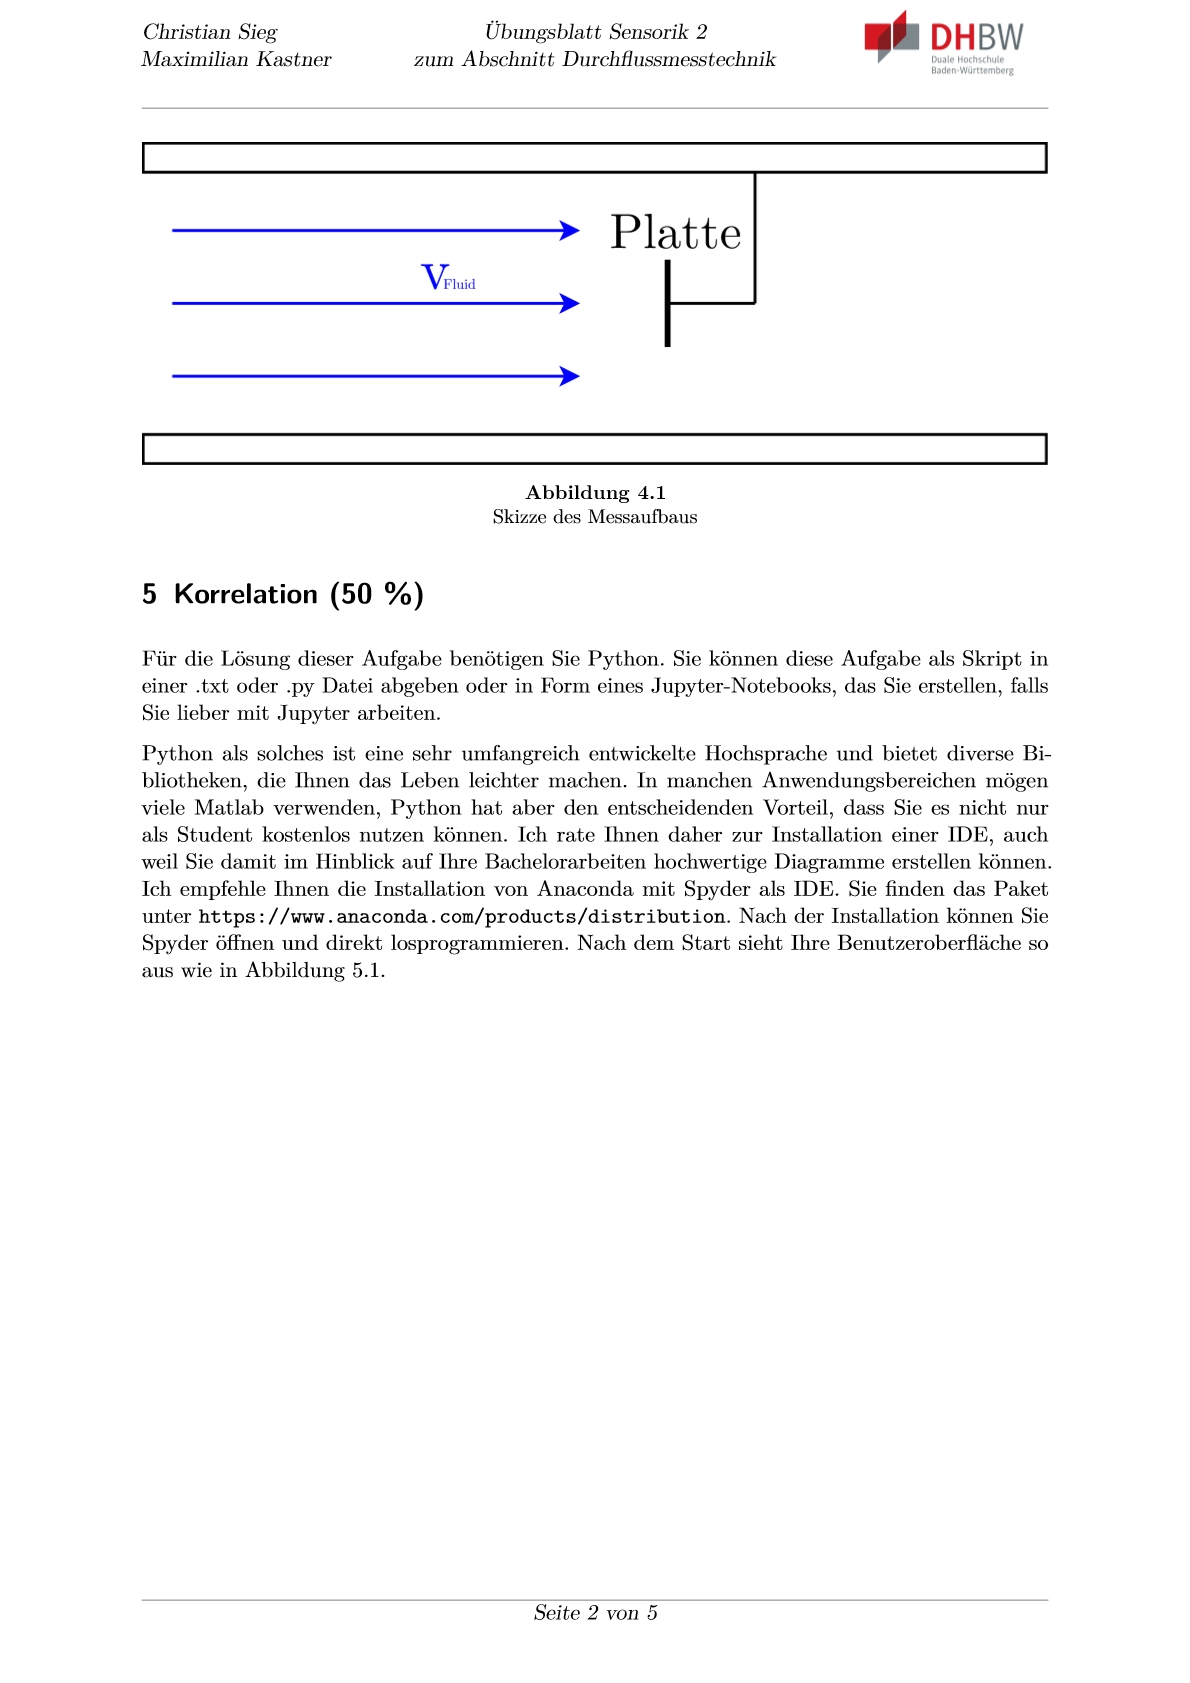 Christian Sieg
Maximilian Kastner
Übungsblatt Sensorik 2
zum Abschnitt Durchflussmesstechnik
DHBW
Duale Hochschule
Baden-Württemberg
Platte
VFluid
Abbildung 4.1
Skizze des Messaufbaus
5 Korrelation (50 %)
Für die Lösung dieser Aufgabe benötigen Sie Python. Sie können diese Aufgabe als Skript in
einer .txt oder .py Datei abgeben oder in Form eines Jupyter-Notebooks, das Sie erstellen, falls
Sie lieber mit Jupyter arbeiten.
Python als solches ist eine sehr umfangreich entwickelte Hochsprache und bietet diverse Bi-
bliotheken, die Ihnen das Leben leichter machen. In manchen Anwendungsbereichen mögen
viele Matlab verwenden, Python hat aber den entscheidenden Vorteil, dass Sie es nicht nur
als Student kostenlos nutzen können. Ich rate Ihnen daher zur Installation einer IDE, auch
weil Sie damit im Hinblick auf Ihre Bachelorarbeiten hochwertige Diagramme erstellen können.
Ich empfehle Ihnen die Installation von Anaconda mit Spyder als IDE. Sie finden das Paket
unter https://www.anaconda.com/products/distribution. Nach der Installation können Sie
Spyder öffnen und direkt losprogrammieren. Nach dem Start sieht Ihre Benutzeroberfläche so
aus wie in Abbildung 5.1.
Seite 2 von 5